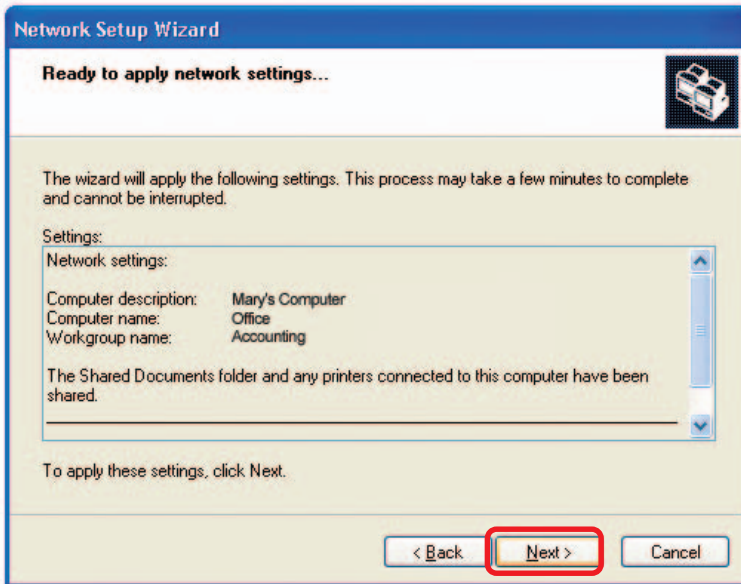 Network Setup Wizard
Ready to apply network settings...
The wizard will apply the following settings. This process may take a few minutes to complete
and cannot be interrupted.
Settings:
Network settings:
Computer description: Mary's Computer
Computer name: Office
Workgroup name: Accounting
The Shared Documents folder and any printers connected to this computer have been
shared.
To apply these settings, click Next.
< Back Next > Cancel